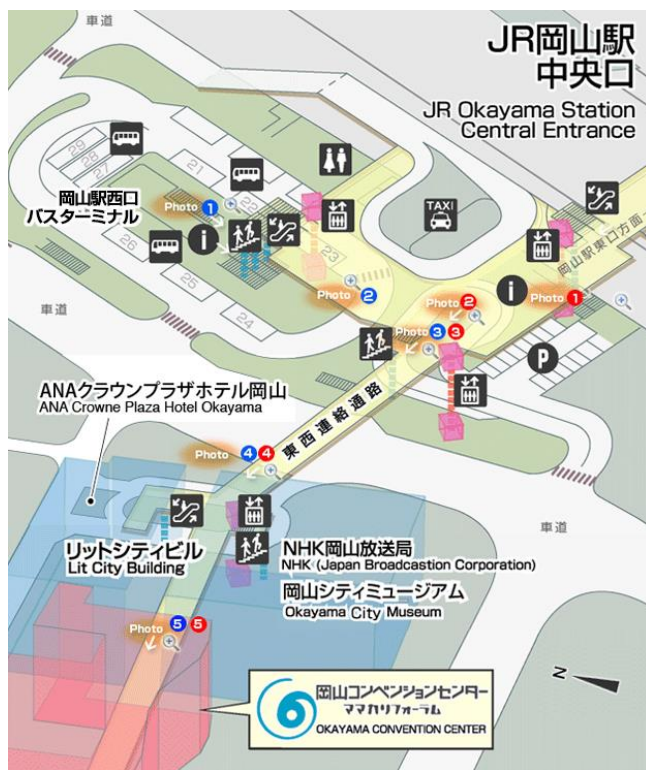 車道
JR岡山駅
中央口
JR Okayama Station
Central Entrance
29
28
27
21
22
岡山駅西口
バスターミナル
Photo 1
i
TAXI
26
25
24
23
岡山駅東口方面
Photo 2
Photo 2
i
Photo 1
Photo 3 3
車道
P
ANAクラウンプラザホテル岡山
ANA Crowne Plaza Hotel Okayama
東西連絡通路
Photo 4 4
車道
リットシティビル
Lit City Building
NHK岡山放送局
NHK (Japan Broadcastion Corporation)
岡山シティミュージアム
Okayama City Museum
Photo 5 5
N
岡山コンベンションセンター
ママカリフォーラム
OKAYAMA CONVENTION CENTER